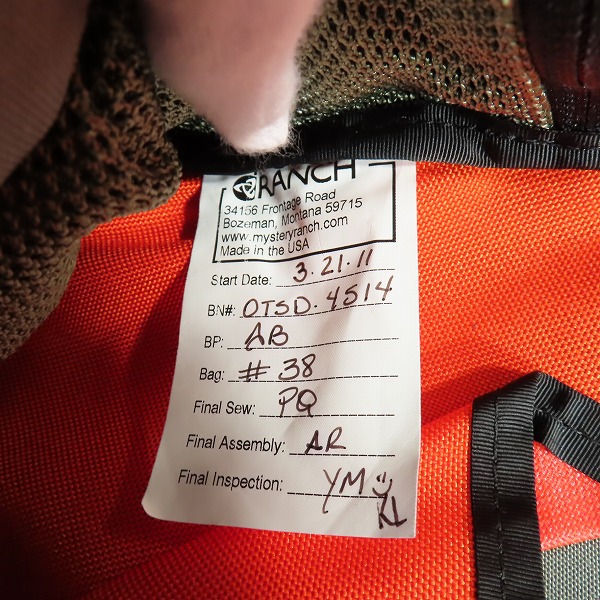 RANCH
34156 Frontage Road
Bozeman, Montana 59715
www.mysteryranch.com
Made in the USA
Start Date: 3.21.11
BN#: OTSD.4514
BP: AB
Bag: #38
Final Sew: PQ
Final Assembly: AR
Final Inspection: YM
KL